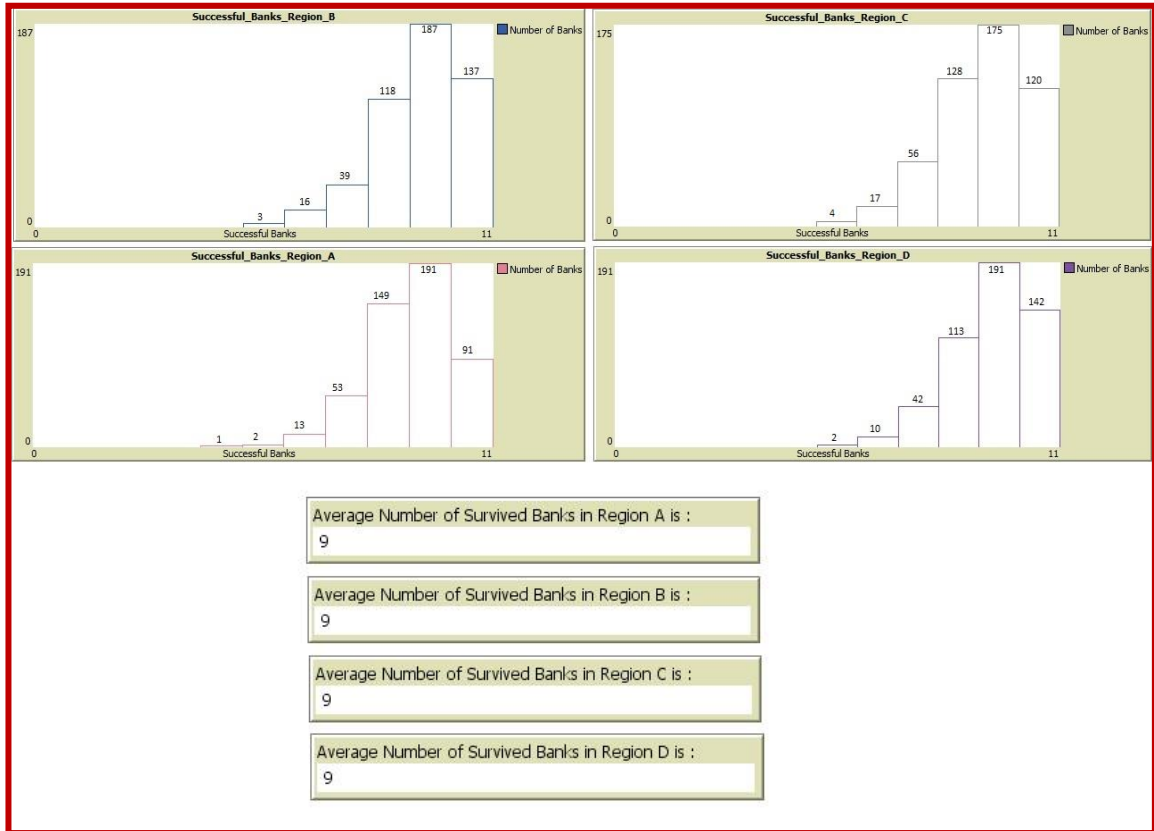 Successful_Banks_Region_B
187
187
Number of Banks
137
118
39
16
3
0
0
Successful Banks
11
Successful_Banks_Region_C
175
175
Number of Banks
128
120
56
17
4
0
0
Successful Banks
11
Successful_Banks_Region_A
191
191
Number of Banks
149
91
53
13
1
2
0
0
Successful Banks
11
Successful_Banks_Region_D
191
191
Number of Banks
142
113
42
10
2
0
0
Successful Banks
11
Average Number of Survived Banks in Region A is :
9
Average Number of Survived Banks in Region B is :
9
Average Number of Survived Banks in Region C is :
9
Average Number of Survived Banks in Region D is :
9